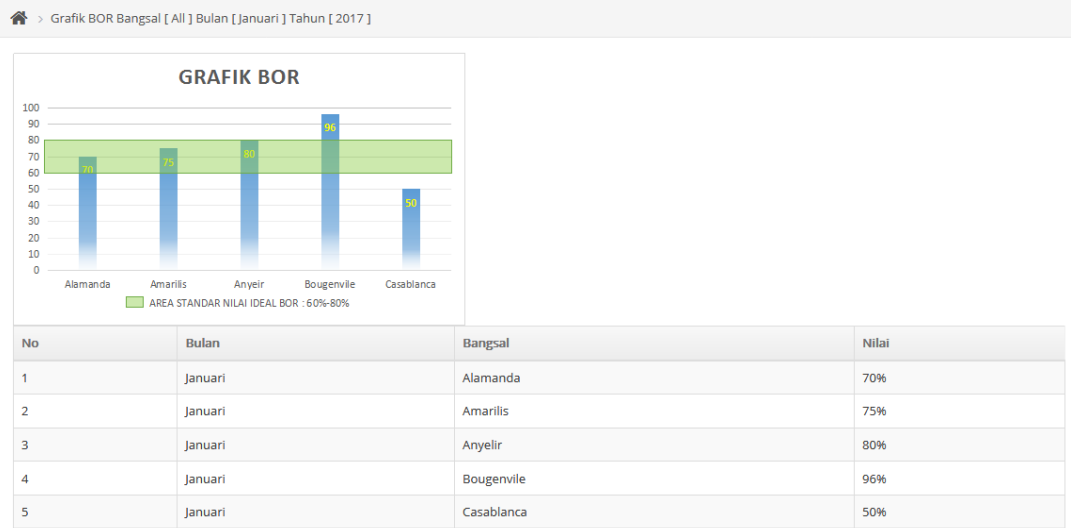 > Grafik BOR Bangsal [ All ] Bulan [ Januari ] Tahun [ 2017 ]
GRAFIK BOR
100
90
80
70
60
50
40
30
20
10
0
70
75
80
96
50
Alamanda Amarilis Anyeir Bougenvile Casablanca
AREA STANDAR NILAI IDEAL BOR : 60%-80%
No Bulan Bangsal Nilai
1 Januari Alamanda 70%
2 Januari Amarilis 75%
3 Januari Anyelir 80%
4 Januari Bougenvile 96%
5 Januari Casablanca 50%